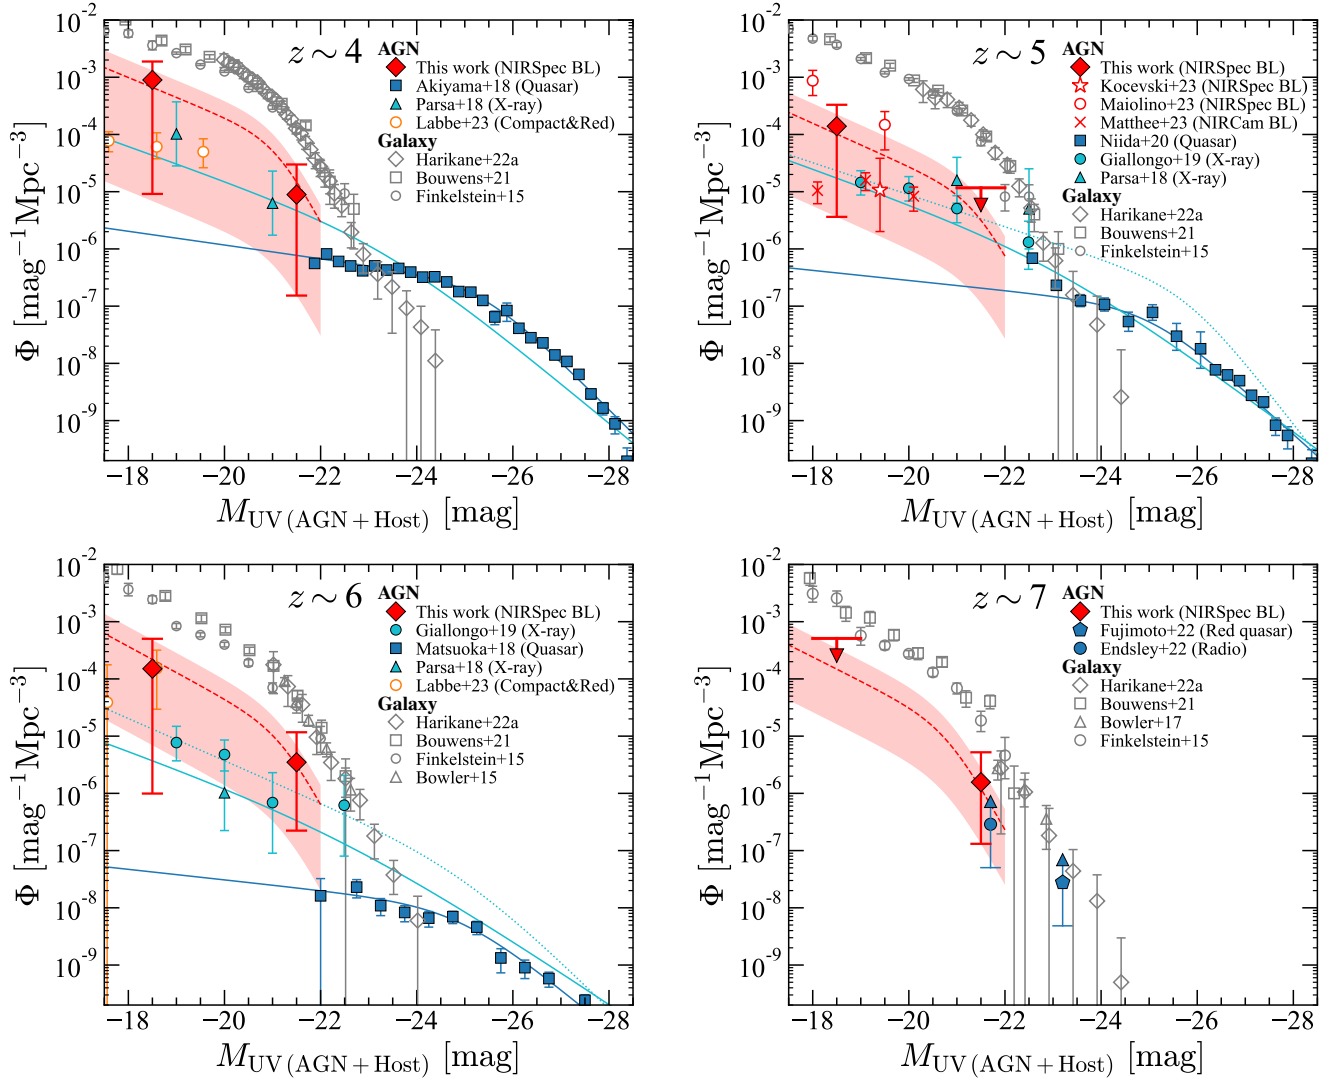 z ~ 4
AGN
This work (NIRSpec BL)
Akiyama+18 (Quasar)
Parsa+18 (X-ray)
Labbe+23 (Compact&Red)
Galaxy
Harikane+22a
Bouwens+21
Finkelstein+15
10^-2
10^-3
10^-4
10^-5
10^-6
10^-7
10^-8
10^-9
Φ [mag^-1 Mpc^-3]
−18 −20 −22 −24 −26 −28
M_UV (AGN + Host) [mag]
z ~ 5
AGN
This work (NIRSpec BL)
Kocevski+23 (NIRSpec BL)
Maiolino+23 (NIRSpec BL)
Matthee+23 (NIRCam BL)
Niida+20 (Quasar)
Giallongo+19 (X-ray)
Parsa+18 (X-ray)
Galaxy
Harikane+22a
Bouwens+21
Finkelstein+15
10^-2
10^-3
10^-4
10^-5
10^-6
10^-7
10^-8
10^-9
Φ [mag^-1 Mpc^-3]
−18 −20 −22 −24 −26 −28
M_UV (AGN + Host) [mag]
z ~ 6
AGN
This work (NIRSpec BL)
Giallongo+19 (X-ray)
Matsuoka+18 (Quasar)
Parsa+18 (X-ray)
Labbe+23 (Compact&Red)
Galaxy
Harikane+22a
Bouwens+21
Finkelstein+15
Bowler+15
10^-2
10^-3
10^-4
10^-5
10^-6
10^-7
10^-8
10^-9
Φ [mag^-1 Mpc^-3]
−18 −20 −22 −24 −26 −28
M_UV (AGN + Host) [mag]
z ~ 7
AGN
This work (NIRSpec BL)
Fujimoto+22 (Red quasar)
Endsley+22 (Radio)
Galaxy
Harikane+22a
Bouwens+21
Bowler+17
Finkelstein+15
10^-2
10^-3
10^-4
10^-5
10^-6
10^-7
10^-8
10^-9
Φ [mag^-1 Mpc^-3]
−18 −20 −22 −24 −26 −28
M_UV (AGN + Host) [mag]